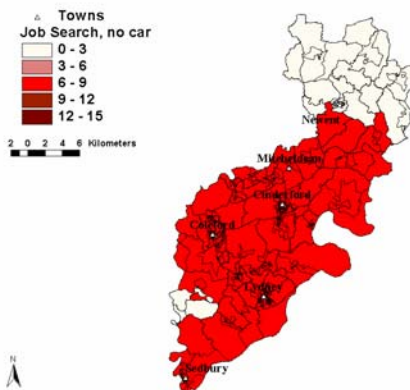 Towns
Job Search, no car
0 - 3
3 - 6
6 - 9
9 - 12
12 - 15
2 0 2 4 6 Kilometers
Newent
Mitcheldean
Cinderford
Coleford
Lydney
Sedbury
N